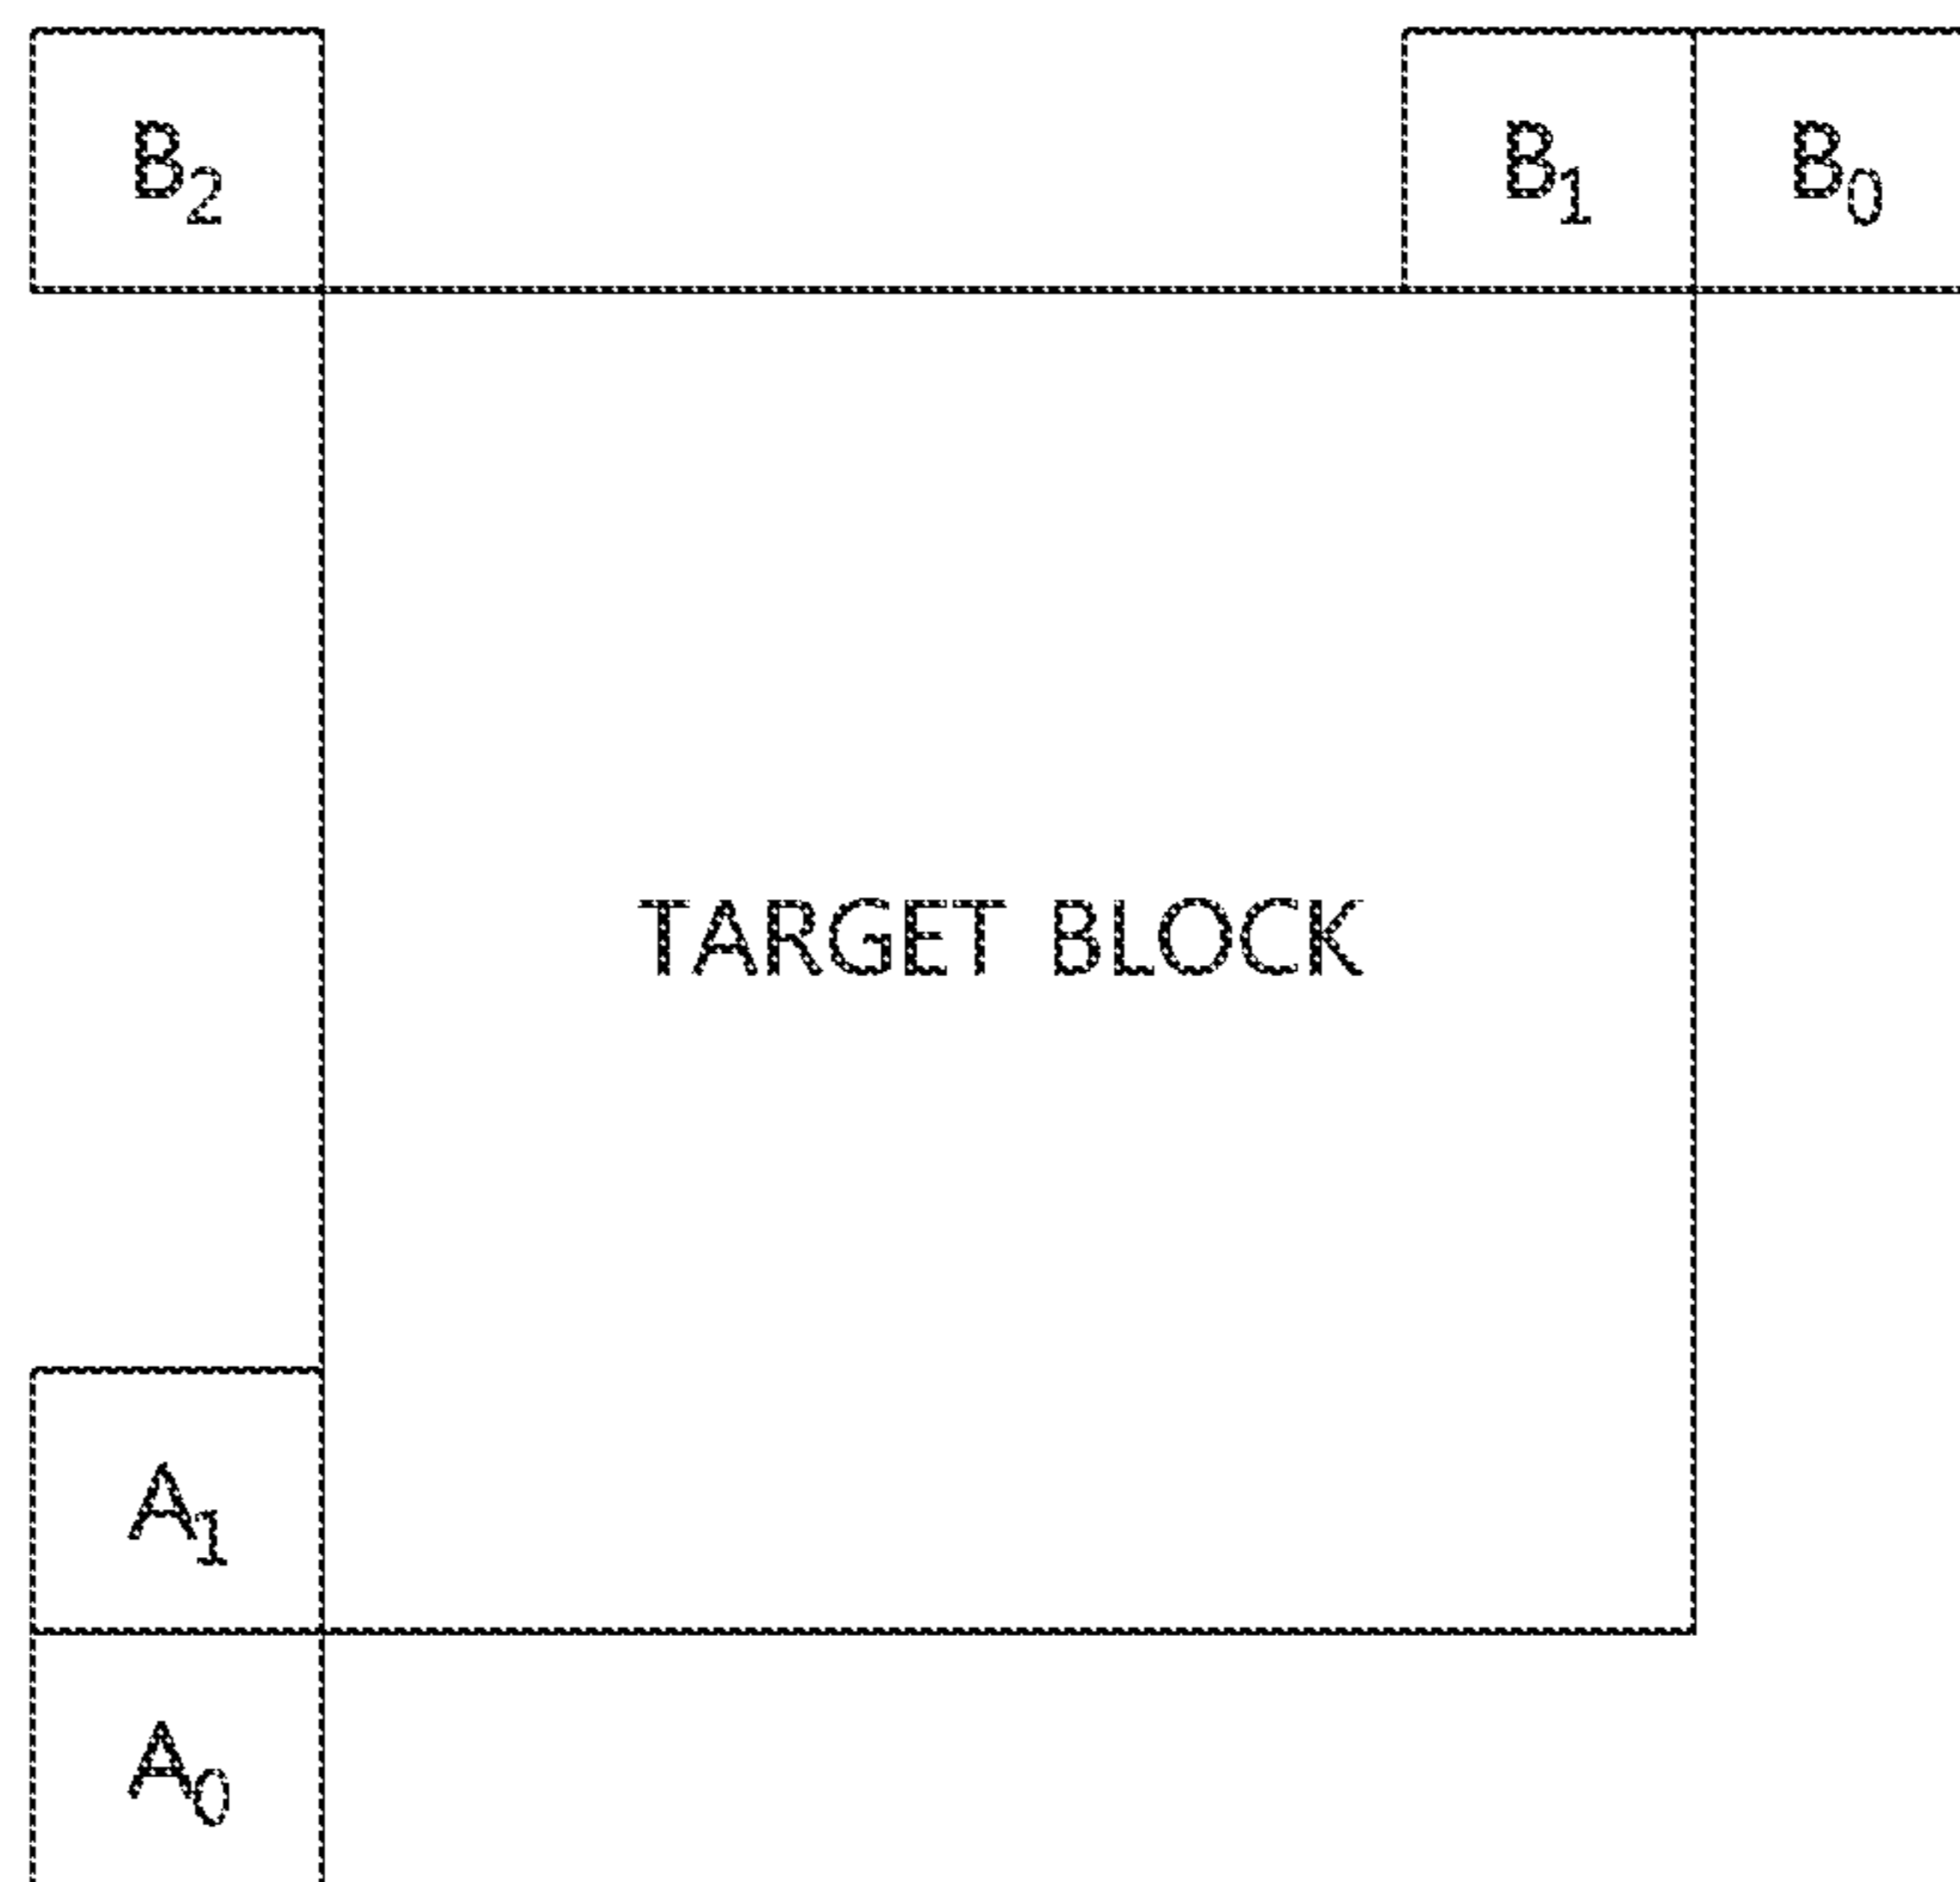 B₂ B₁ B₀
TARGET BLOCK
A₁
A₀